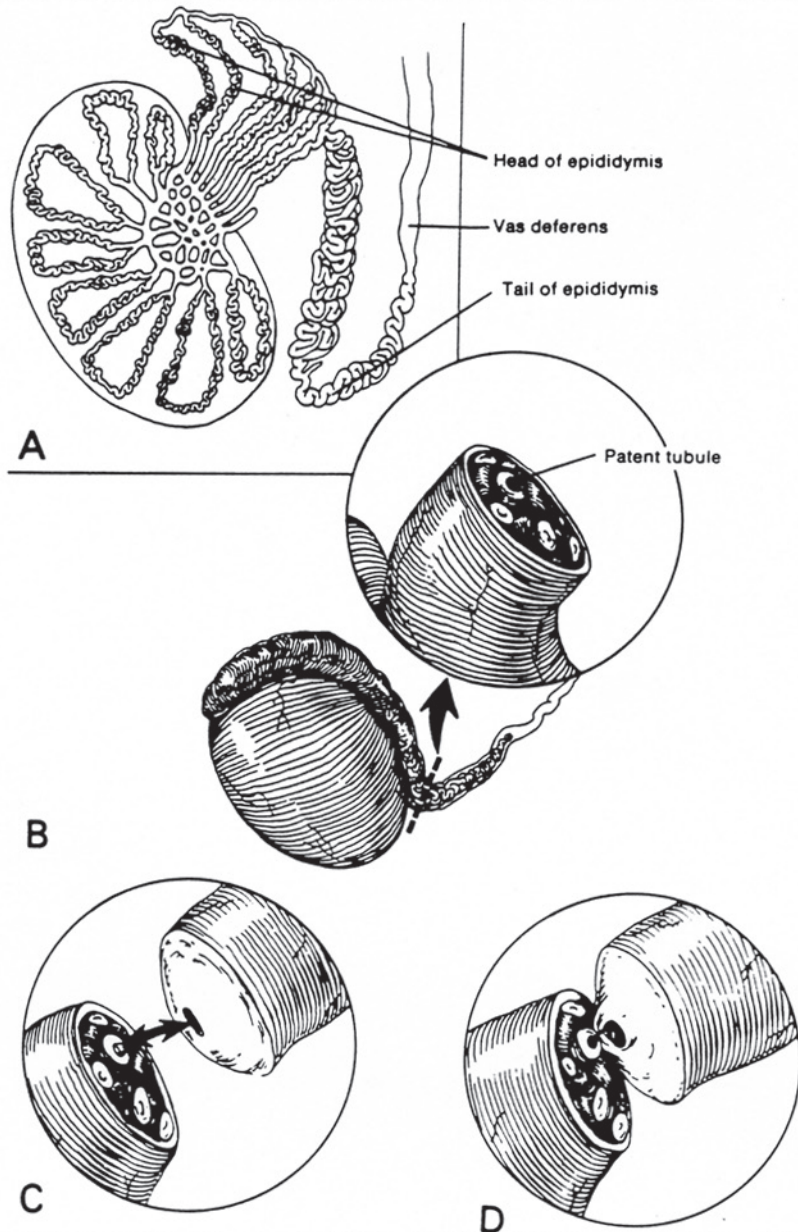 Head of epididymis
Vas deferens
Tail of epididymis
A
Patent tubule
B
C
D